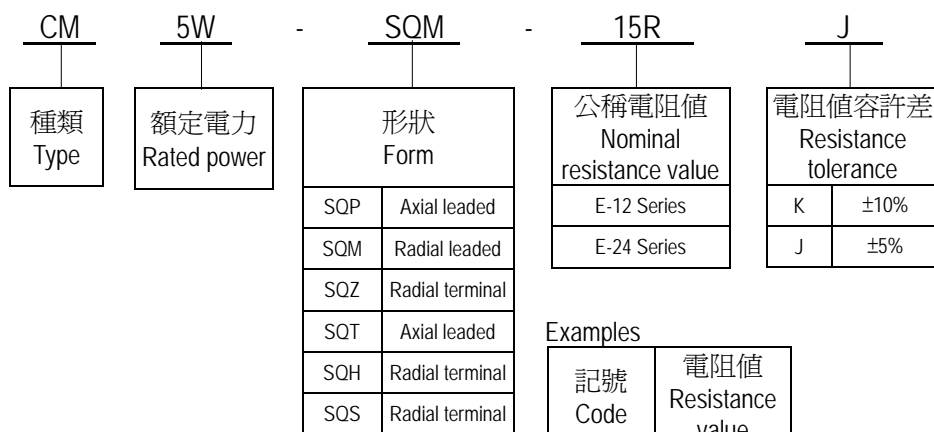 CM 5W - SQM - 15R J
種類
Type
額定電力
Rated power
形狀
Form
SQP Axial leaded
SQM Radial leaded
SQZ Radial terminal
SQT Axial leaded
SQH Radial terminal
SQS Radial terminal
公稱電阻值
Nominal
resistance value
E-12 Series
E-24 Series
電阻值容許差
Resistance
tolerance
K ±10%
J ±5%
Examples
記號
Code
電阻值
Resistance
value